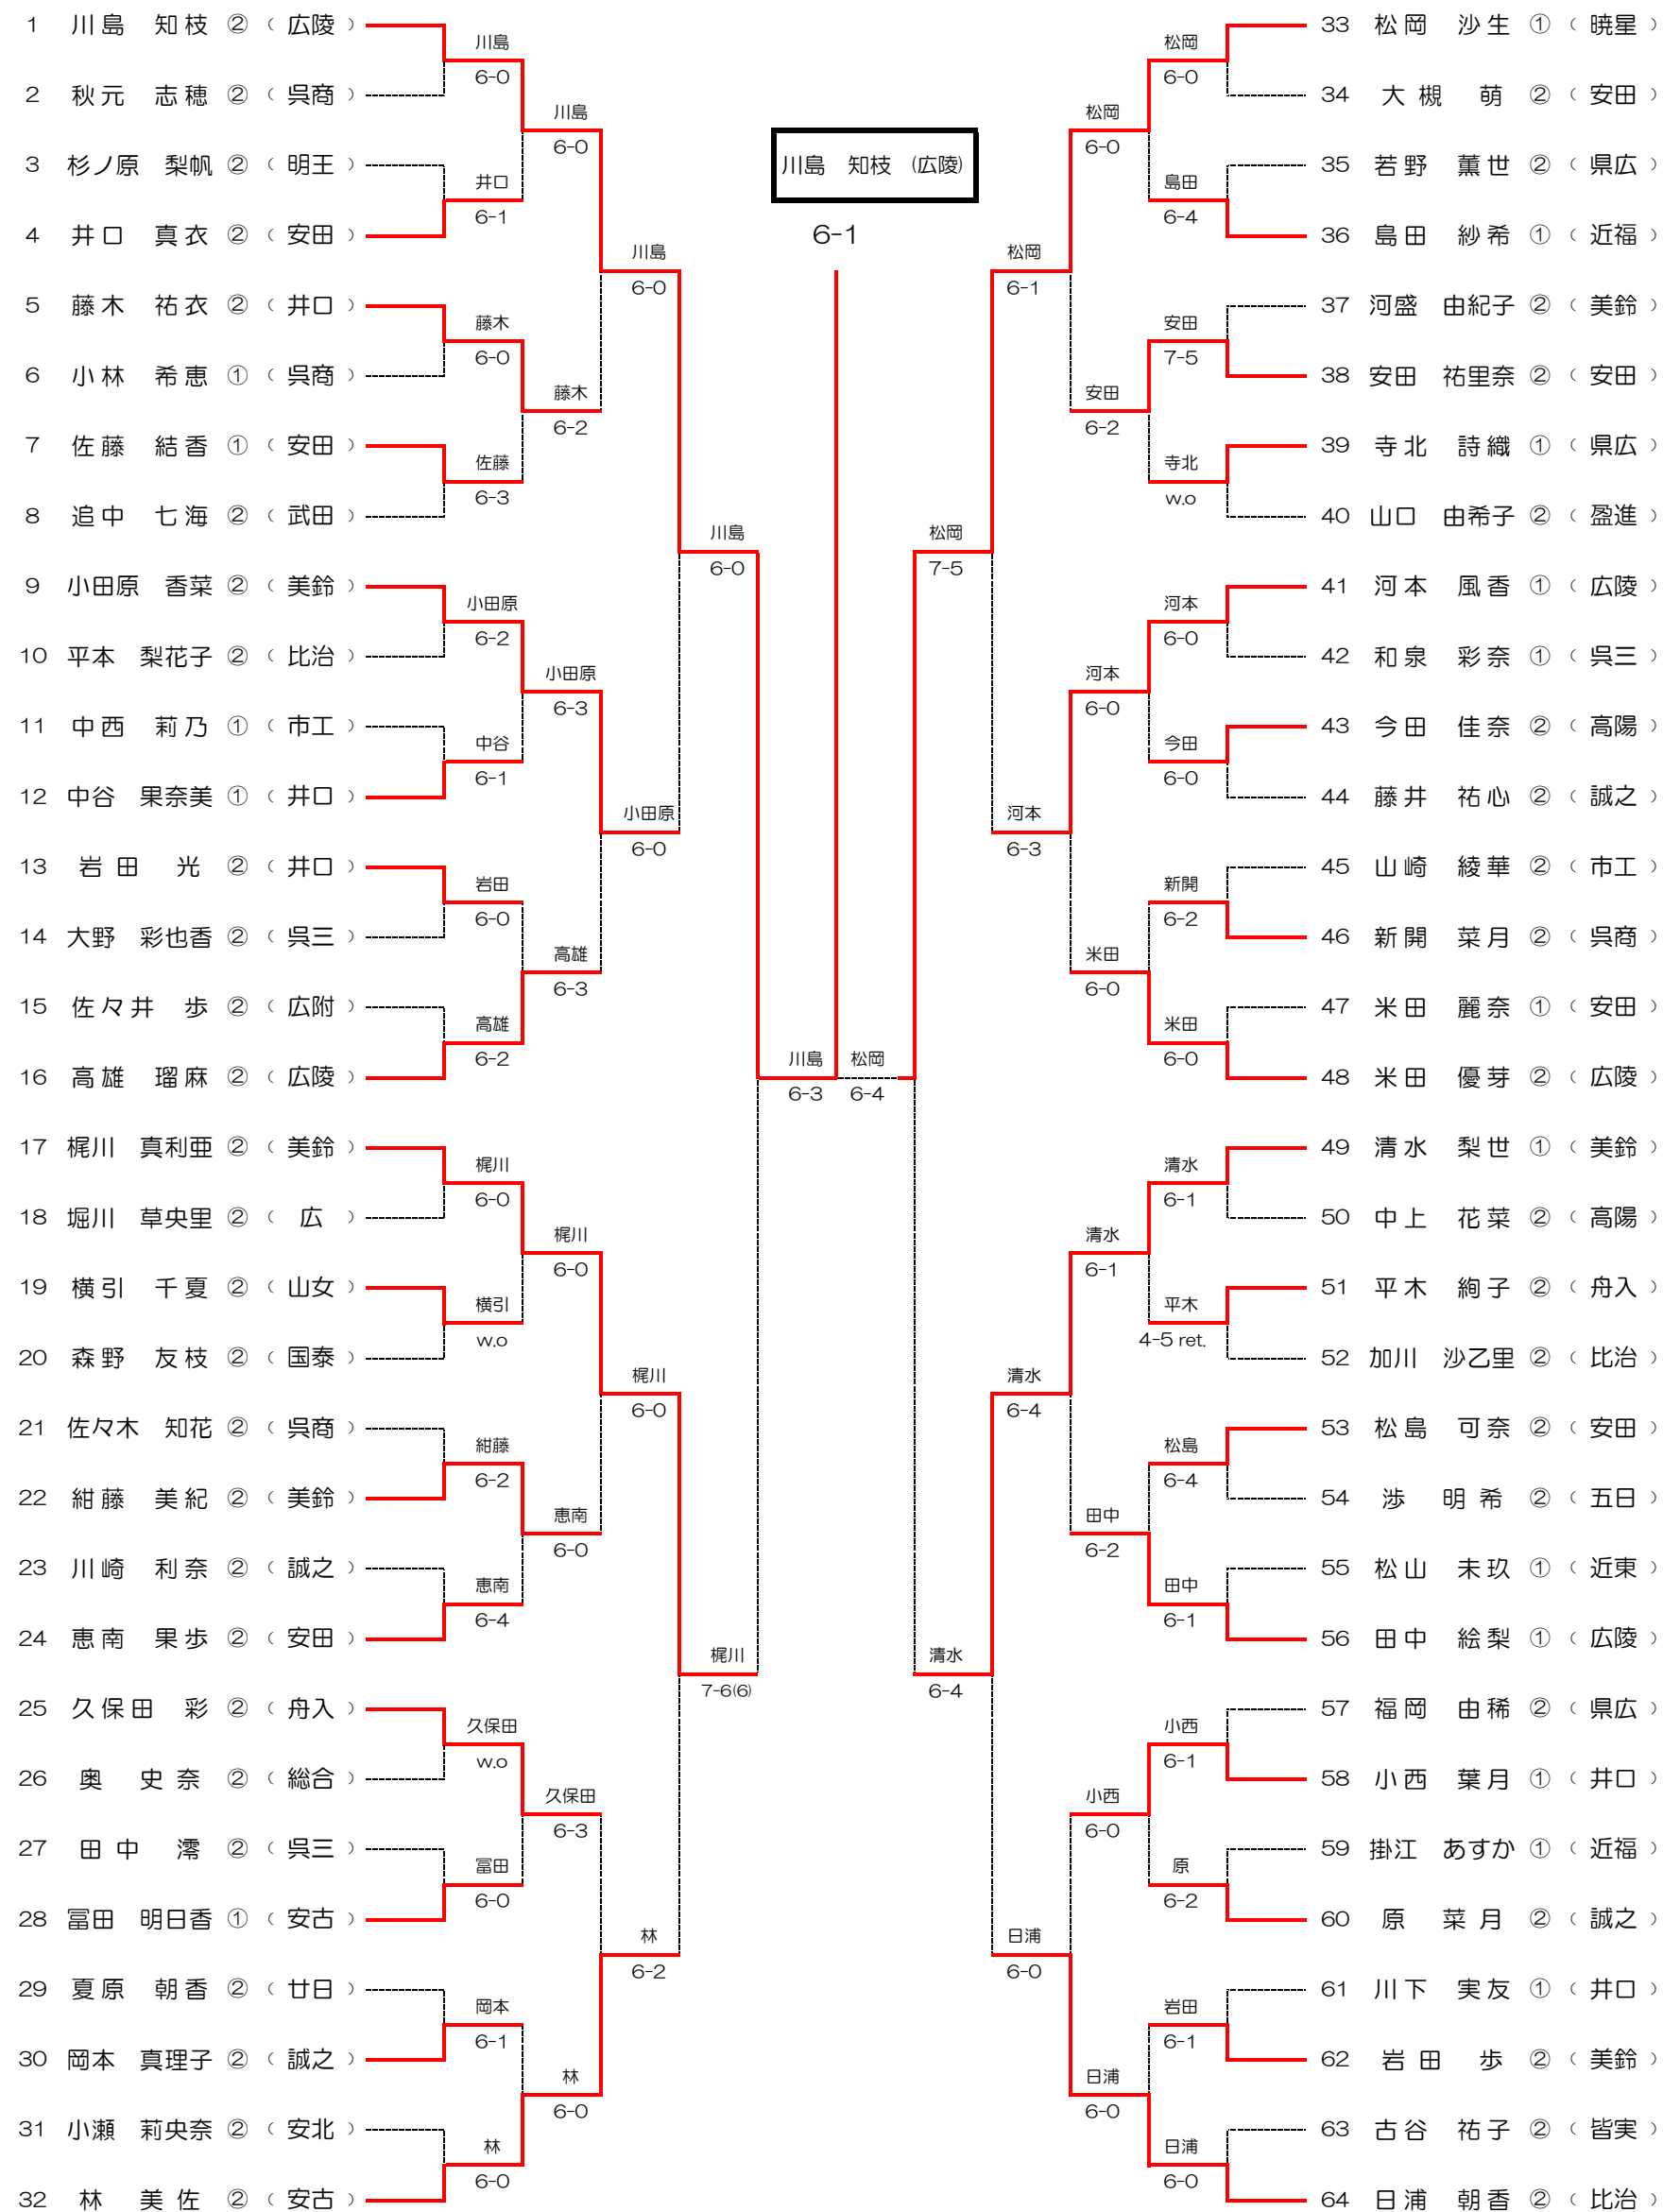 1 川島 知枝 ② （ 広陵 ）
2 秋元 志穂 ② （ 呉商 ）
3 杉ノ原 梨帆 ② （ 明王 ）
4 井口 真衣 ② （ 安田 ）
5 藤木 祐衣 ② （ 井口 ）
6 小林 希恵 ① （ 呉商 ）
7 佐藤 結香 ① （ 安田 ）
8 追中 七海 ② （ 武田 ）
9 小田原 香菜 ② （ 美鈴 ）
10 平本 梨花子 ② （ 比治 ）
11 中西 莉乃 ① （ 市工 ）
12 中谷 果奈美 ① （ 井口 ）
13 岩田 光 ② （ 井口 ）
14 大野 彩也香 ② （ 呉三 ）
15 佐々井 歩 ② （ 広附 ）
16 高雄 瑠麻 ② （ 広陵 ）
17 梶川 真利亜 ② （ 美鈴 ）
18 堀川 草央里 ② （ 広 ）
19 横引 千夏 ② （ 山女 ）
20 森野 友枝 ② （ 国泰 ）
21 佐々木 知花 ② （ 呉商 ）
22 紺藤 美紀 ② （ 美鈴 ）
23 川崎 利奈 ② （ 誠之 ）
24 恵南 果歩 ② （ 安田 ）
25 久保田 彩 ② （ 舟入 ）
26 奥 史奈 ② （ 総合 ）
27 田中 澪 ② （ 呉三 ）
28 冨田 明日香 ① （ 安古 ）
29 夏原 朝香 ② （ 廿日 ）
30 岡本 真理子 ② （ 誠之 ）
31 小瀬 莉央奈 ② （ 安北 ）
32 林 美佐 ② （ 安古 ）
川島
6-0
井口
6-1
藤木
6-0
佐藤
6-3
小田原
6-2
中谷
6-1
岩田
6-0
高雄
6-2
梶川
6-0
横引
w.o
紺藤
6-2
恵南
6-4
久保田
w.o
冨田
6-0
岡本
6-1
林
6-0
川島
6-0
藤木
6-2
小田原
6-3
高雄
6-3
梶川
6-0
恵南
6-0
久保田
6-3
林
6-0
川島
6-0
小田原
6-0
梶川
6-0
林
6-2
川島
6-0
梶川
7-6(6)
川島
6-3
川島 知枝 (広陵)
6-1
松岡
6-4
松岡
7-5
清水
6-4
松岡
6-1
河本
6-3
清水
6-4
日浦
6-0
松岡
6-0
安田
6-2
河本
6-0
米田
6-0
清水
6-1
田中
6-2
小西
6-0
日浦
6-0
松岡
6-0
島田
6-4
安田
7-5
寺北
w.o
河本
6-0
今田
6-0
新開
6-2
米田
6-0
清水
6-1
平木
4-5 ret.
松島
6-4
田中
6-1
小西
6-1
原
6-2
岩田
6-1
日浦
6-0
33 松岡 沙生 ① （ 暁星 ）
34 大槻 萌 ② （ 安田 ）
35 若野 薫世 ② （ 県広 ）
36 島田 紗希 ① （ 近福 ）
37 河盛 由紀子 ② （ 美鈴 ）
38 安田 祐里奈 ② （ 安田 ）
39 寺北 詩織 ① （ 県広 ）
40 山口 由希子 ② （ 盈進 ）
41 河本 風香 ① （ 広陵 ）
42 和泉 彩奈 ① （ 呉三 ）
43 今田 佳奈 ② （ 高陽 ）
44 藤井 祐心 ② （ 誠之 ）
45 山崎 綾華 ② （ 市工 ）
46 新開 菜月 ② （ 呉商 ）
47 米田 麗奈 ① （ 安田 ）
48 米田 優芽 ② （ 広陵 ）
49 清水 梨世 ① （ 美鈴 ）
50 中上 花菜 ② （ 高陽 ）
51 平木 絢子 ② （ 舟入 ）
52 加川 沙乙里 ② （ 比治 ）
53 松島 可奈 ② （ 安田 ）
54 渉 明希 ② （ 五日 ）
55 松山 未玖 ① （ 近東 ）
56 田中 絵梨 ① （ 広陵 ）
57 福岡 由稀 ② （ 県広 ）
58 小西 葉月 ① （ 井口 ）
59 掛江 あすか ① （ 近福 ）
60 原 菜月 ② （ 誠之 ）
61 川下 実友 ① （ 井口 ）
62 岩田 歩 ② （ 美鈴 ）
63 古谷 祐子 ② （ 皆実 ）
64 日浦 朝香 ② （ 比治 ）